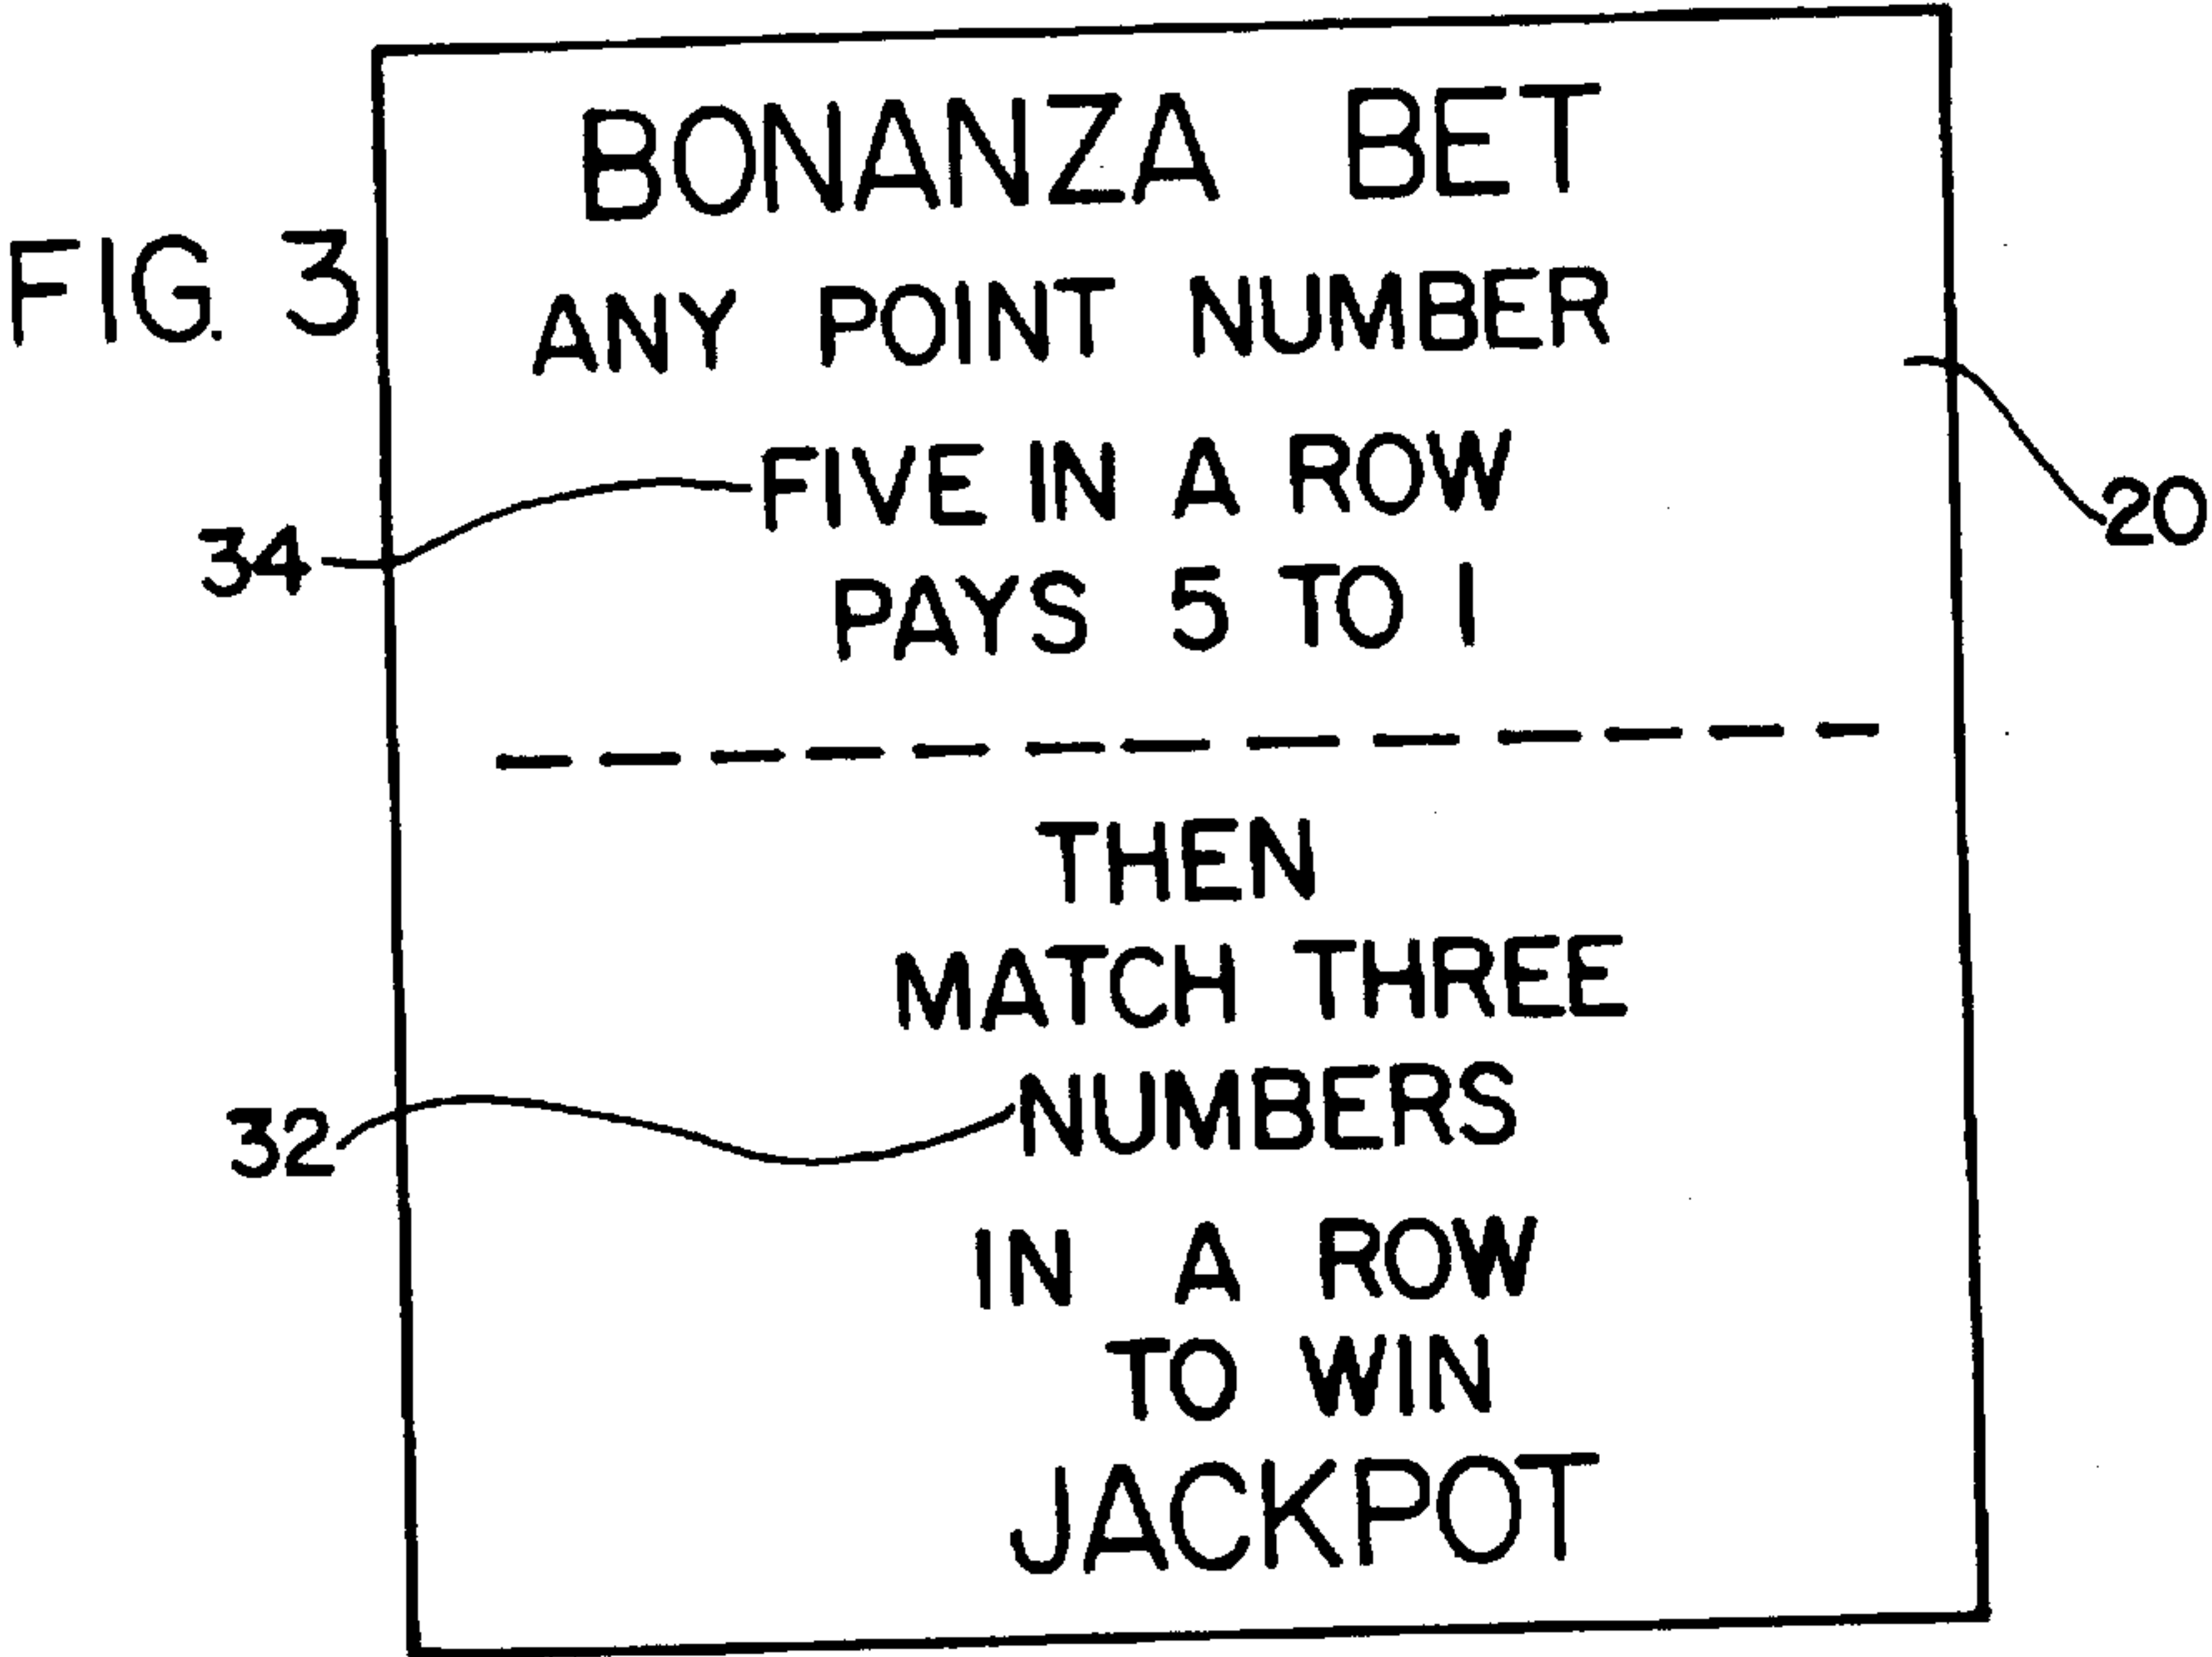 FIG. 3
BONANZA BET
ANY POINT NUMBER
FIVE IN A ROW
34
20
PAYS 5 TO 1
THEN
MATCH THREE
NUMBERS
32
IN A ROW
TO WIN
JACKPOT